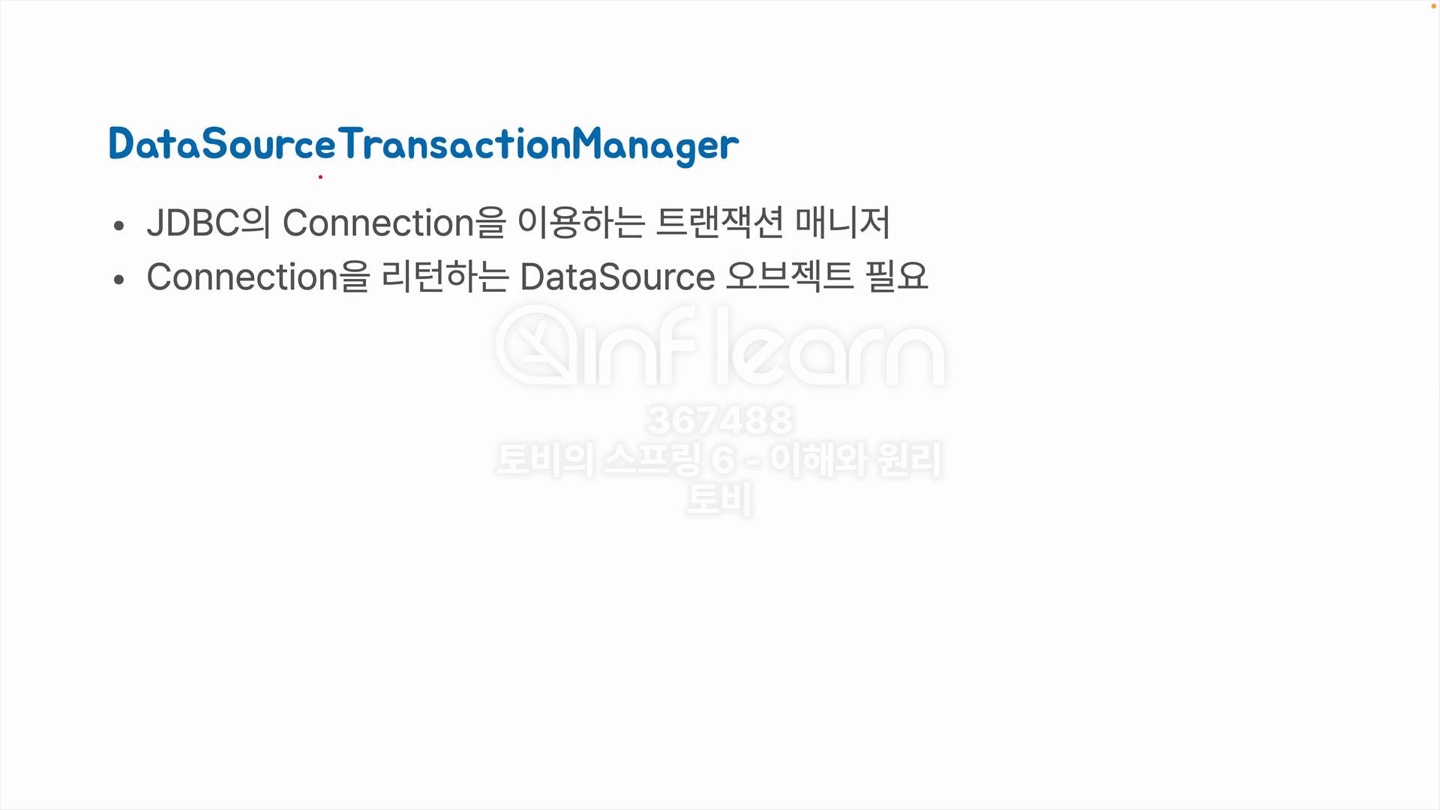 DataSourceTransactionManager
• JDBC의 Connection을 이용하는 트랜잭션 매니저
• Connection을 리턴하는 DataSource 오브젝트 필요
inflearn
367488
토비의 스프링 6 - 이해와 원리
토비